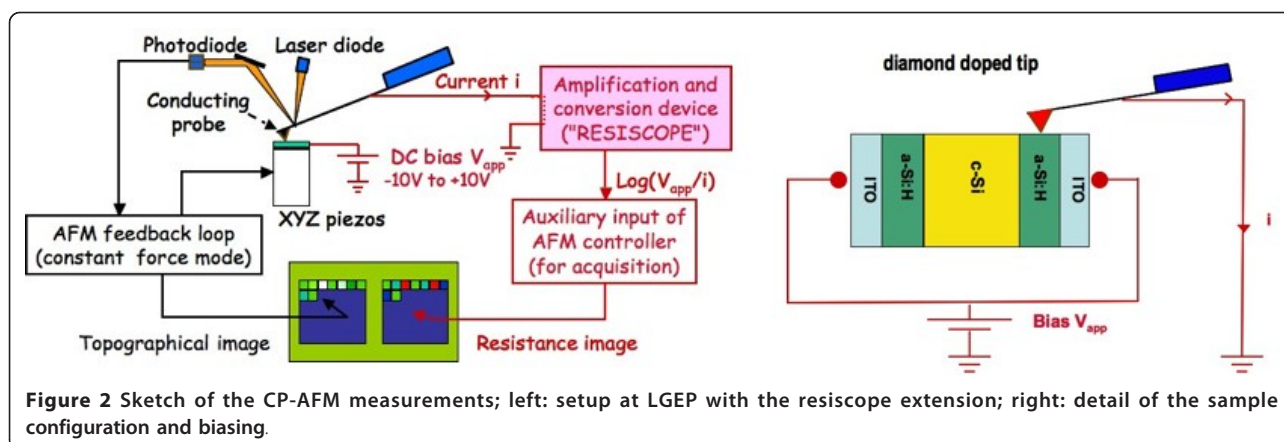 Photodiode
Laser diode
Conducting
probe
Current i
Amplification and
conversion device
("RESISCOPE")
DC bias Vapp
-10V to +10V
Log(Vapp/i)
XYZ piezos
AFM feedback loop
(constant force mode)
Auxiliary input of
AFM controller
(for acquisition)
Topographical image
Resistance image
diamond doped tip
ITO
a-Si:H
c-Si
a-Si:H
ITO
i
Bias Vapp
Figure 2 Sketch of the CP-AFM measurements; left: setup at LGEP with the resiscope extension; right: detail of the sample
configuration and biasing.